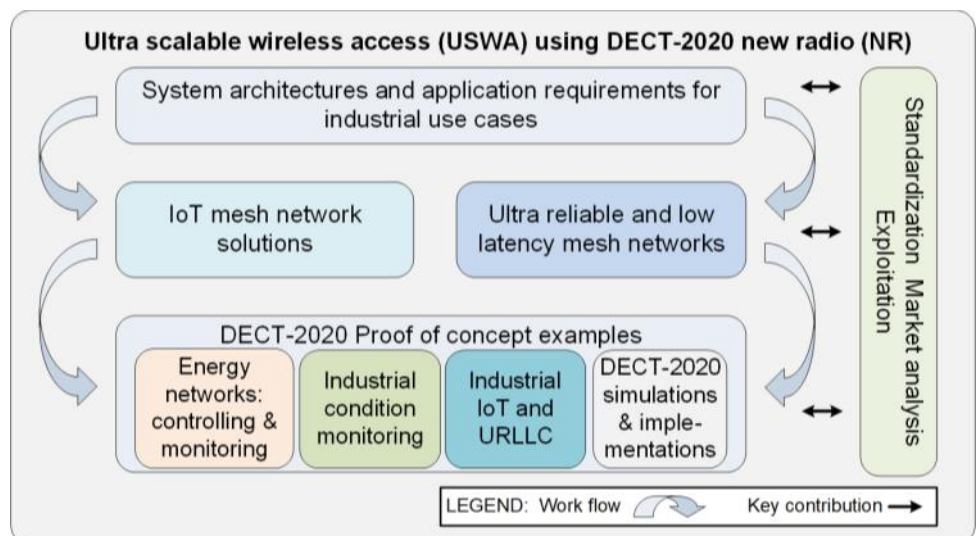 Ultra scalable wireless access (USWA) using DECT-2020 new radio (NR)
System architectures and application requirements for
industrial use cases
IoT mesh network
solutions
Ultra reliable and low
latency mesh networks
DECT-2020 Proof of concept examples
Energy
networks:
controlling &
monitoring
Industrial
condition
monitoring
Industrial
IoT and
URLLC
DECT-2020
simulations
& imple-
mentations
Standardization Market analysis
Exploitation
LEGEND: Work flow
Key contribution